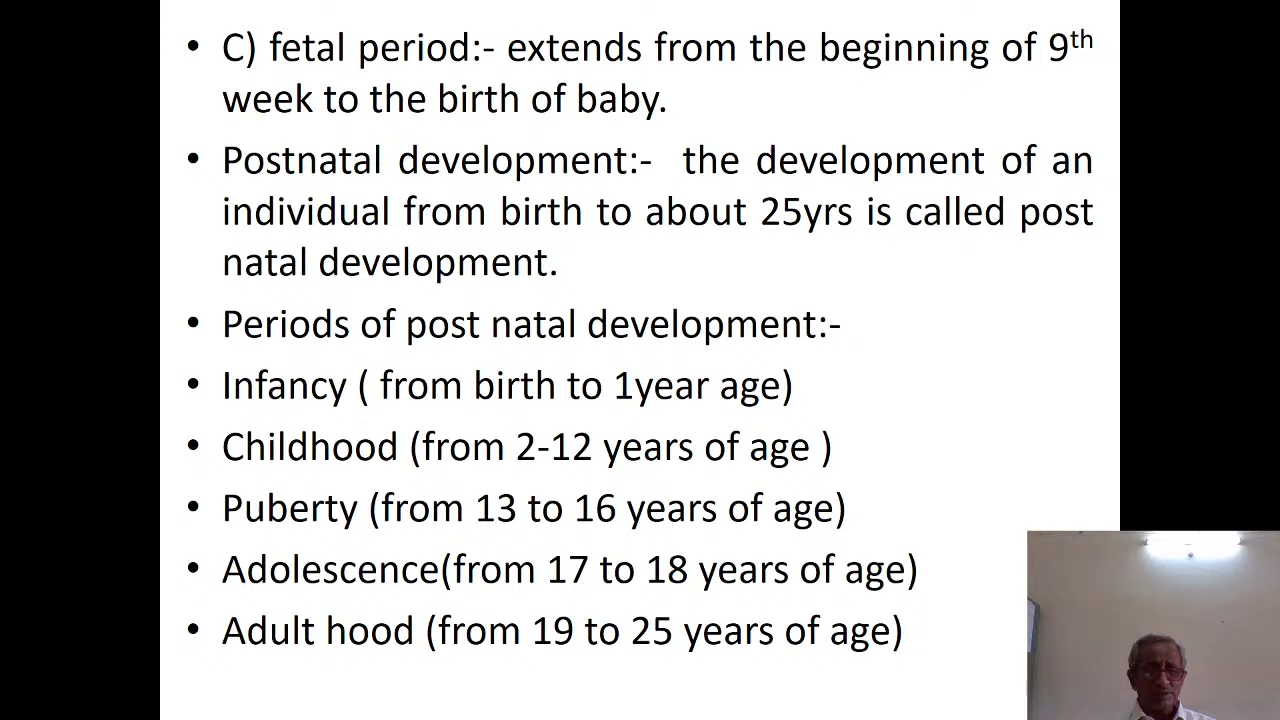 • C) fetal period:- extends from the beginning of 9th
week to the birth of baby.
• Postnatal development:- the development of an
individual from birth to about 25yrs is called post
natal development.
• Periods of post natal development:-
• Infancy ( from birth to 1year age)
• Childhood (from 2-12 years of age )
• Puberty (from 13 to 16 years of age)
• Adolescence(from 17 to 18 years of age)
• Adult hood (from 19 to 25 years of age)